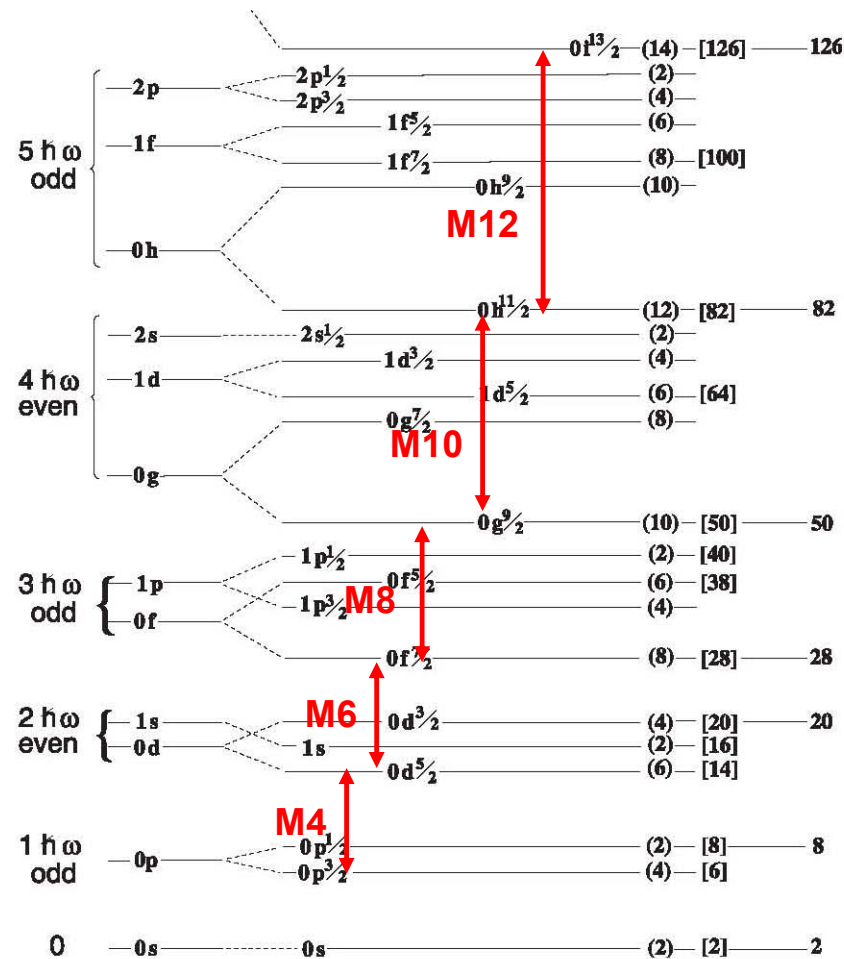 0f13/2 (14) [126] 126
2p1/2 (2)
2p 2p3/2 (4)
1f5/2 (6)
5 ħω 1f
odd 1f7/2 (8) [100]
0h9/2 (10)
M12
0h
0h11/2 (12) [82] 82
2s 2s1/2 (2)
1d3/2 (4)
4 ħω 1d
even 1d5/2 (6) [64]
0g7/2 (8)
M10
0g
0g9/2 (10) [50] 50
1p1/2 (2) [40]
3 ħω 1p 0f5/2 (6) [38]
odd 1p3/2 M8 (4)
0f
0f7/2 (8) [28] 28
M6
2 ħω 1s 0d3/2 (4) [20] 20
even 0d 1s (2) [16]
0d5/2 (6) [14]
M4
1 ħω 0p1/2 (2) [8] 8
odd 0p 0p3/2 (4) [6]
0 0s 0s (2) [2] 2